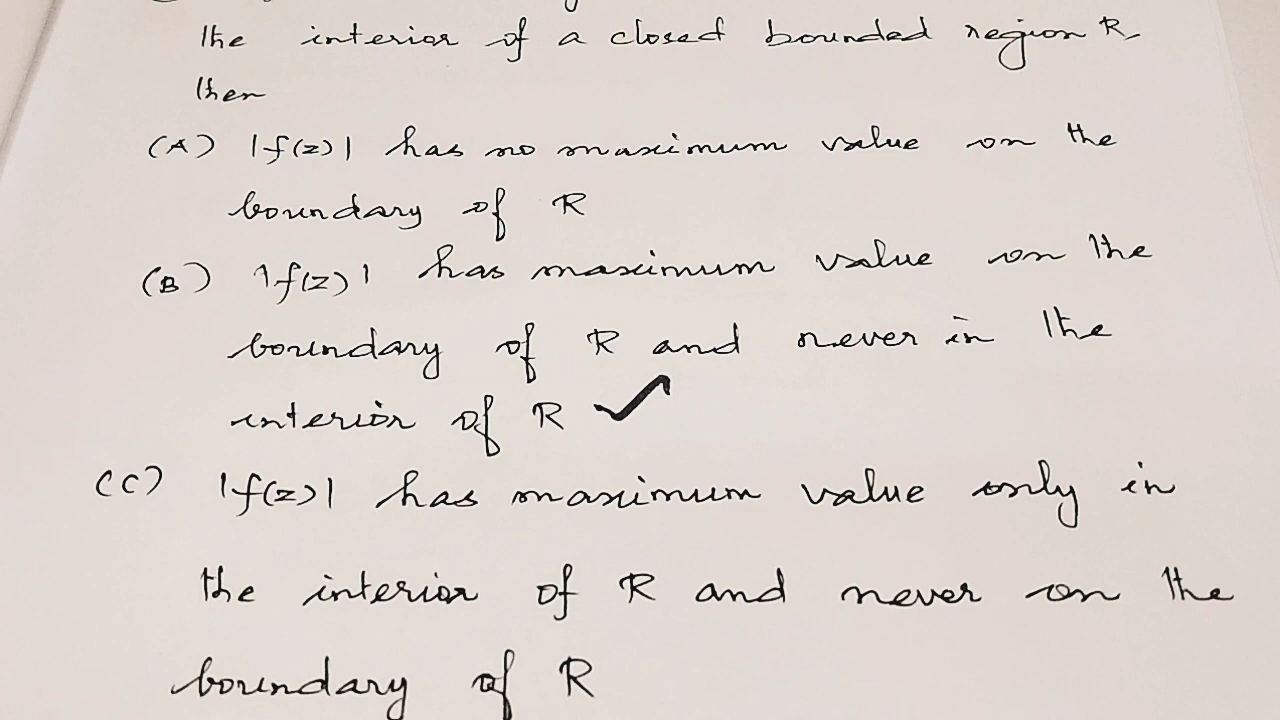 the interior of a closed bounded region R,
then
(A) |f(z)| has no maximum value on the
boundary of R
(B) |f(z)| has maximum value on the
boundary of R and never in the
interior of R ✓
(C) |f(z)| has maximum value only in
the interior of R and never on the
boundary of R